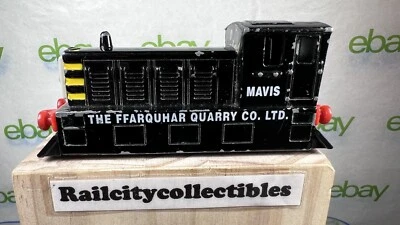 ebay
ebay
ebay
MAVIS
THE FFARQUHAR QUARRY CO. LTD.
ebay
Railcitycollectibles
ebay